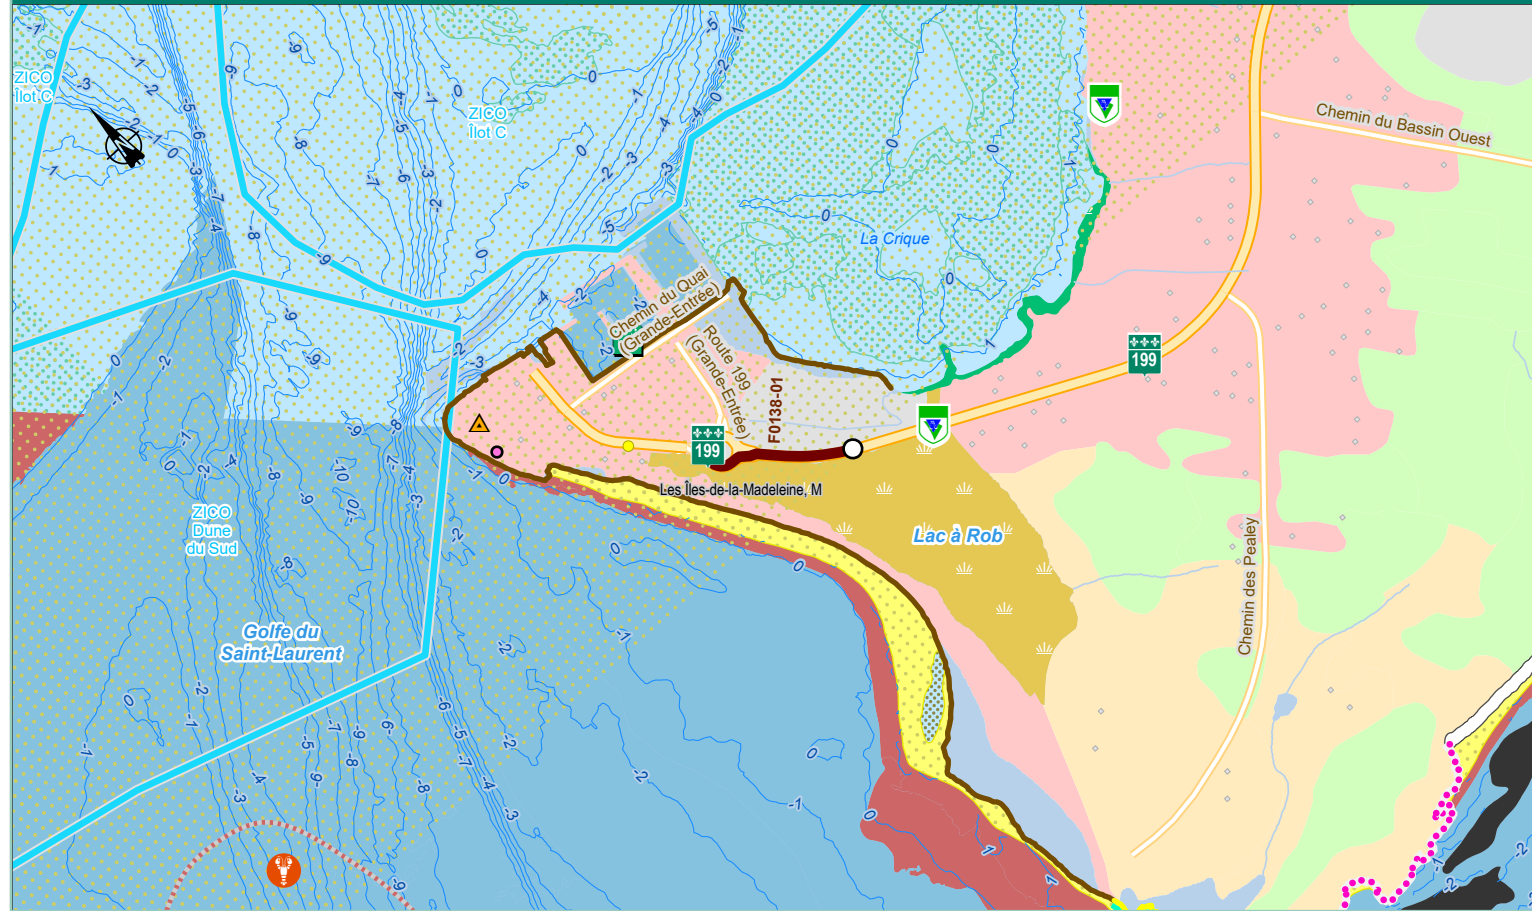 ZICO
Îlot C
ZICO
Îlot C
Chemin du Bassin Ouest
La Crique
Chemin du Quai
(Grande-Entrée)
Route 199
(Grande-Entrée)
F0138-01
199
199
Les Îles-de-la-Madeleine, M
Lac à Rob
Chemin des Pealey
ZICO
Dune
du Sud
Golfe du
Saint-Laurent